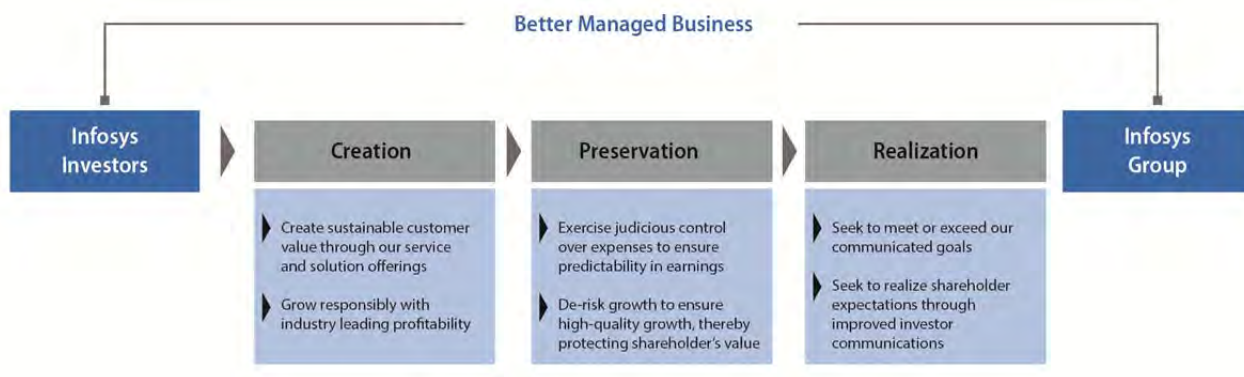 Better Managed Business
Infosys
Investors
Creation
Preservation
Realization
Infosys
Group
Create sustainable customer
value through our service
and solution offerings
Grow responsibly with
industry leading profitability
Exercise judicious control
over expenses to ensure
predictability in earnings
De-risk growth to ensure
high-quality growth, thereby
protecting shareholder's value
Seek to meet or exceed our
communicated goals
Seek to realize shareholder
expectations through
improved investor
communications